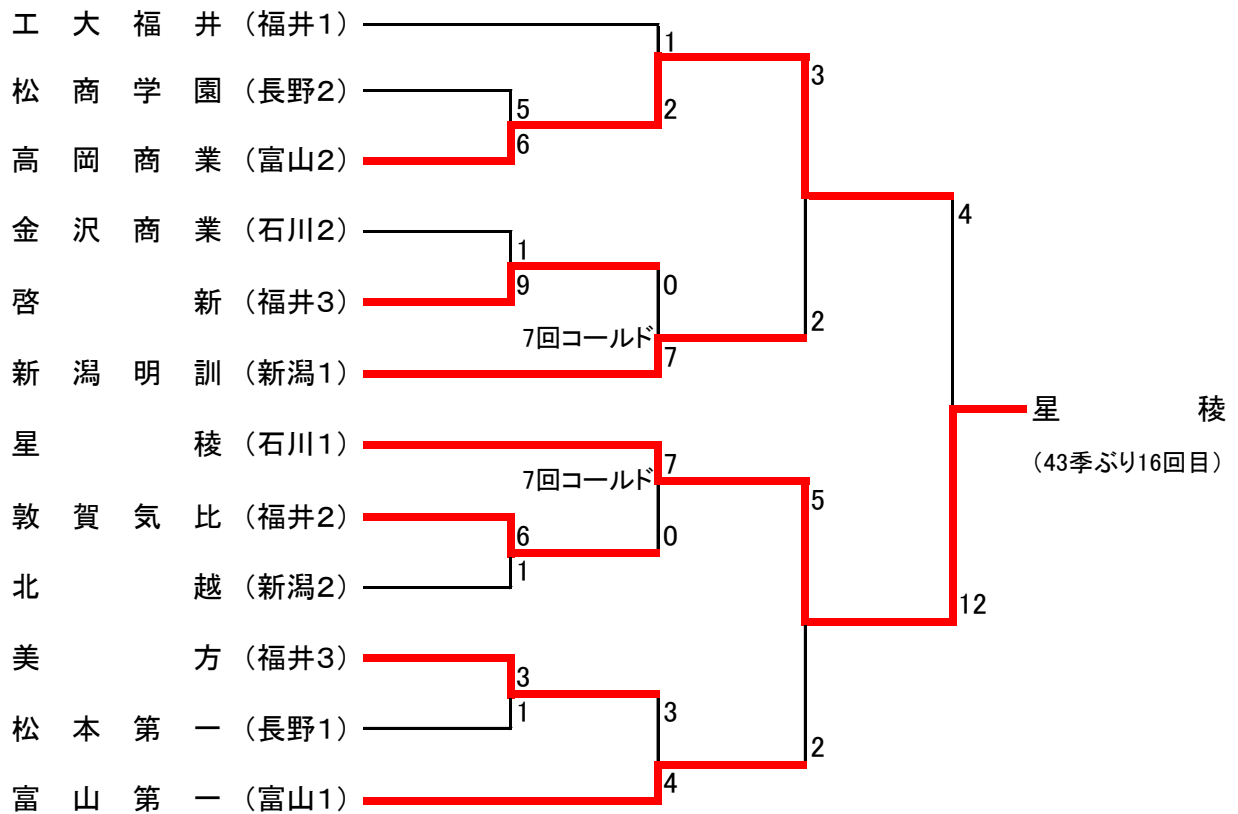 工大福井（福井１）
1
3
松商学園（長野２）
5
2
6
高岡商業（富山２）
4
金沢商業（石川２）
1
9
0
啓新（福井３）
2
7回コールド
7
新潟明訓（新潟１）
星稜
星稜（石川１）
7
(43季ぶり16回目)
7回コールド
5
敦賀気比（福井２）
6
0
1
北越（新潟２）
12
美方（福井３）
3
1
3
松本第一（長野１）
2
4
富山第一（富山１）